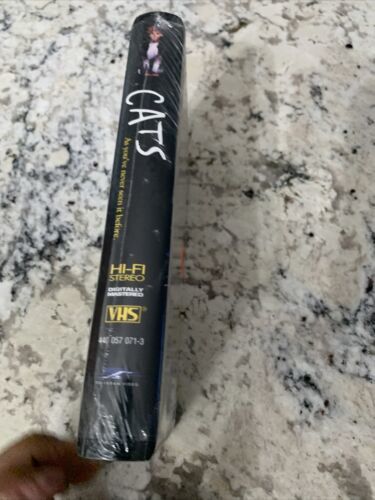 CATS
As you've never seen it before.
HI-FI
STEREO
DIGITALLY
MASTERED
VHS®
440 057 071-3